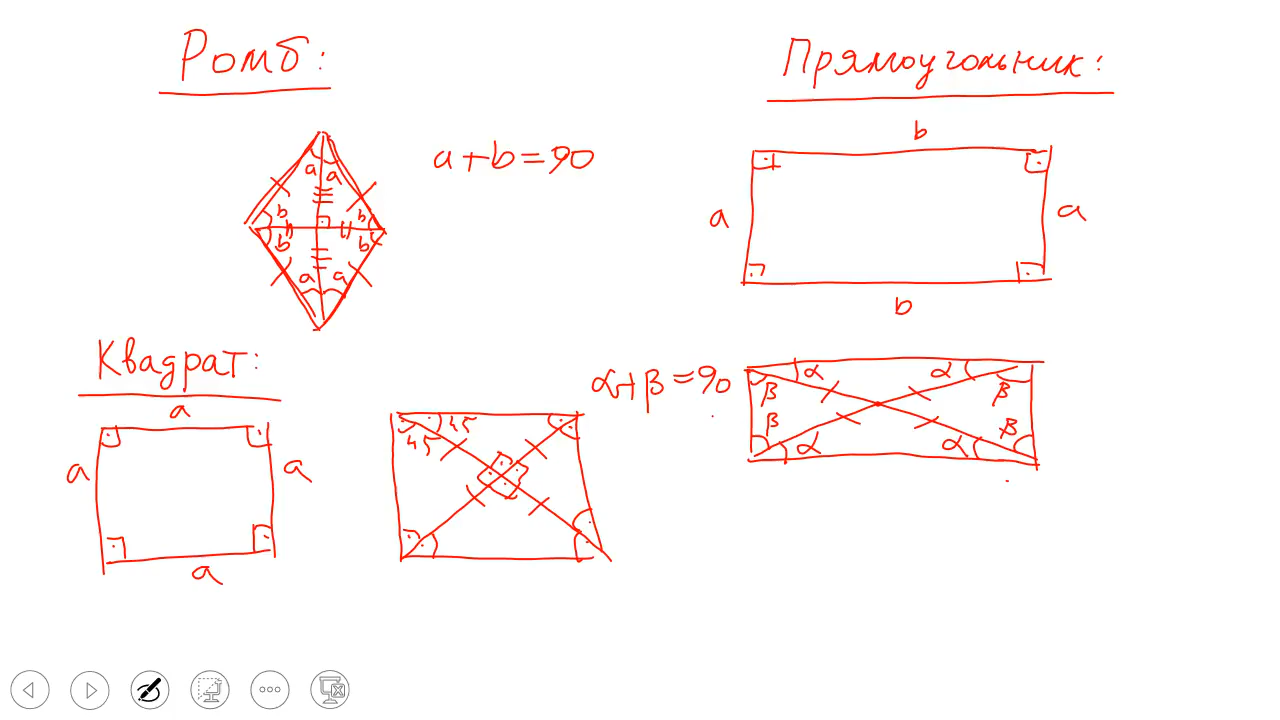 Ромб:
a+b=90
a a
b b
b b
a a
Прямоугольник:
b
a a
b
Квадрат:
a
a a
a
45
45
α+β=90
α α
β β
β β
α α